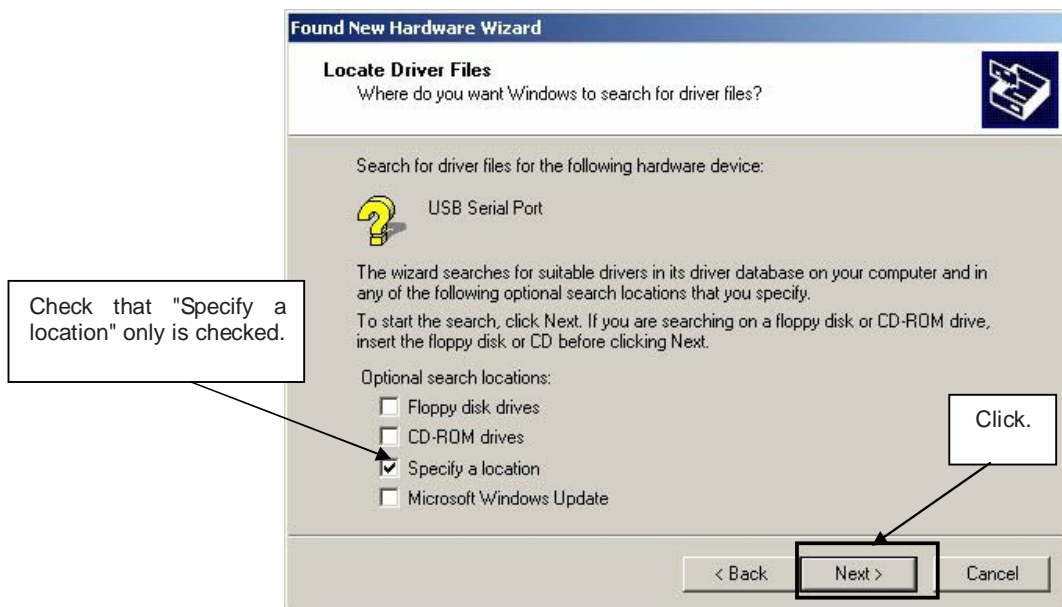 Found New Hardware Wizard
Locate Driver Files
Where do you want Windows to search for driver files?
Search for driver files for the following hardware device:
USB Serial Port
The wizard searches for suitable drivers in its driver database on your computer and in
any of the following optional search locations that you specify.
To start the search, click Next. If you are searching on a floppy disk or CD-ROM drive,
insert the floppy disk or CD before clicking Next.
Check that "Specify a
location" only is checked.
Optional search locations:
Floppy disk drives
CD-ROM drives
Specify a location
Microsoft Windows Update
Click.
< Back
Next >
Cancel